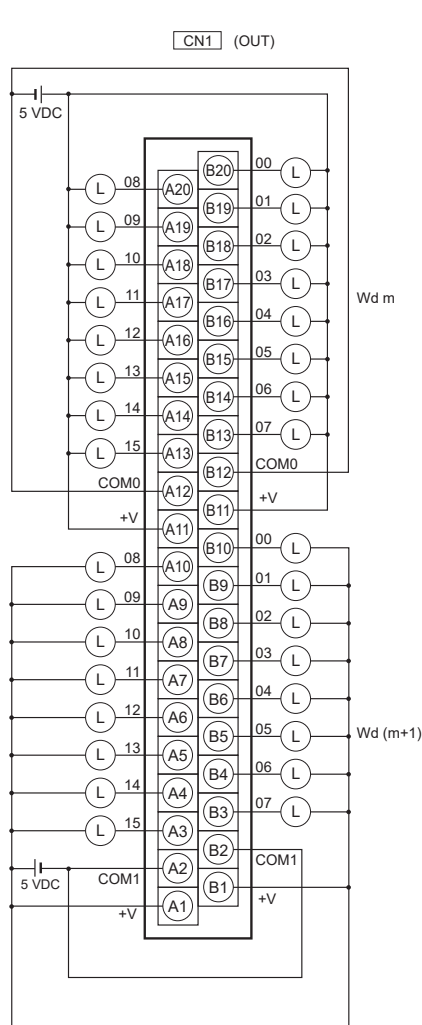 CN1 (OUT)
5 VDC
B20 00 L
L 08 A20
B19 01 L
L 09 A19
B18 02 L
L 10 A18
B17 03 L
L 11 A17
Wd m
B16 04 L
L 12 A16
B15 05 L
L 13 A15
B14 06 L
L 14 A14
B13 07 L
L 15 A13
B12 COM0
COM0 A12
B11 +V
+V A11
B10 00 L
L 08 A10
B9 01 L
L 09 A9
B8 02 L
L 10 A8
B7 03 L
L 11 A7
B6 04 L
L 12 A6
B5 05 L
Wd (m+1)
L 13 A5
B4 06 L
L 14 A4
B3 07 L
L 15 A3
B2 COM1
5 VDC COM1 A2
B1 +V
+V A1